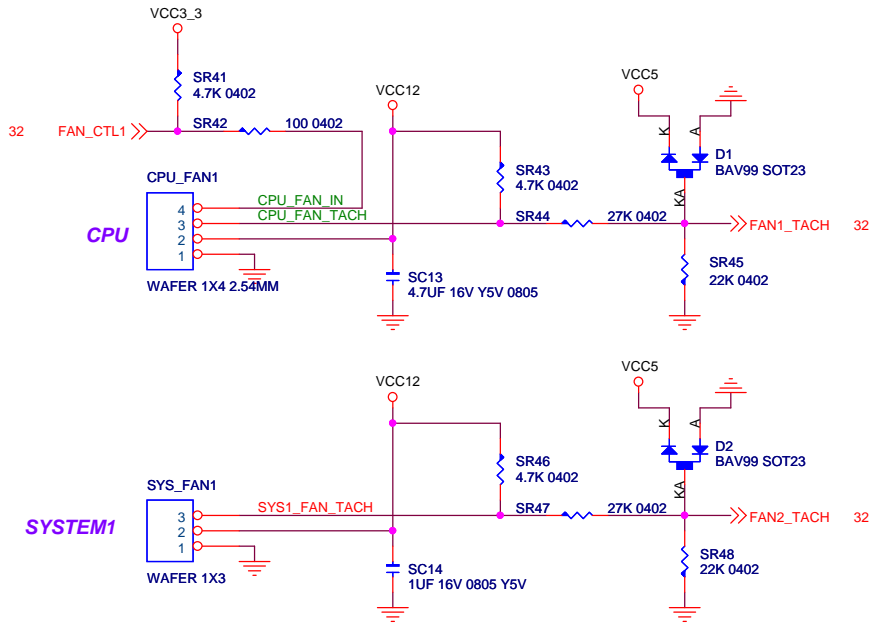 VCC3_3
SR41
4.7K 0402
32 FAN_CTL1
SR42 100 0402
VCC12
VCC5
K A
D1
BAV99 SOT23
KA
CPU_FAN1
CPU
4
3
2
1
CPU_FAN_IN
CPU_FAN_TACH
WAFER 1X4 2.54MM
SR43
4.7K 0402
SR44 27K 0402
FAN1_TACH 32
SR45
22K 0402
SC13
4.7UF 16V Y5V 0805
VCC12
VCC5
K A
D2
BAV99 SOT23
KA
SR46
4.7K 0402
SYS_FAN1
SYSTEM1
3
2
1
SYS1_FAN_TACH
WAFER 1X3
SR47 27K 0402
FAN2_TACH 32
SR48
22K 0402
SC14
1UF 16V 0805 Y5V